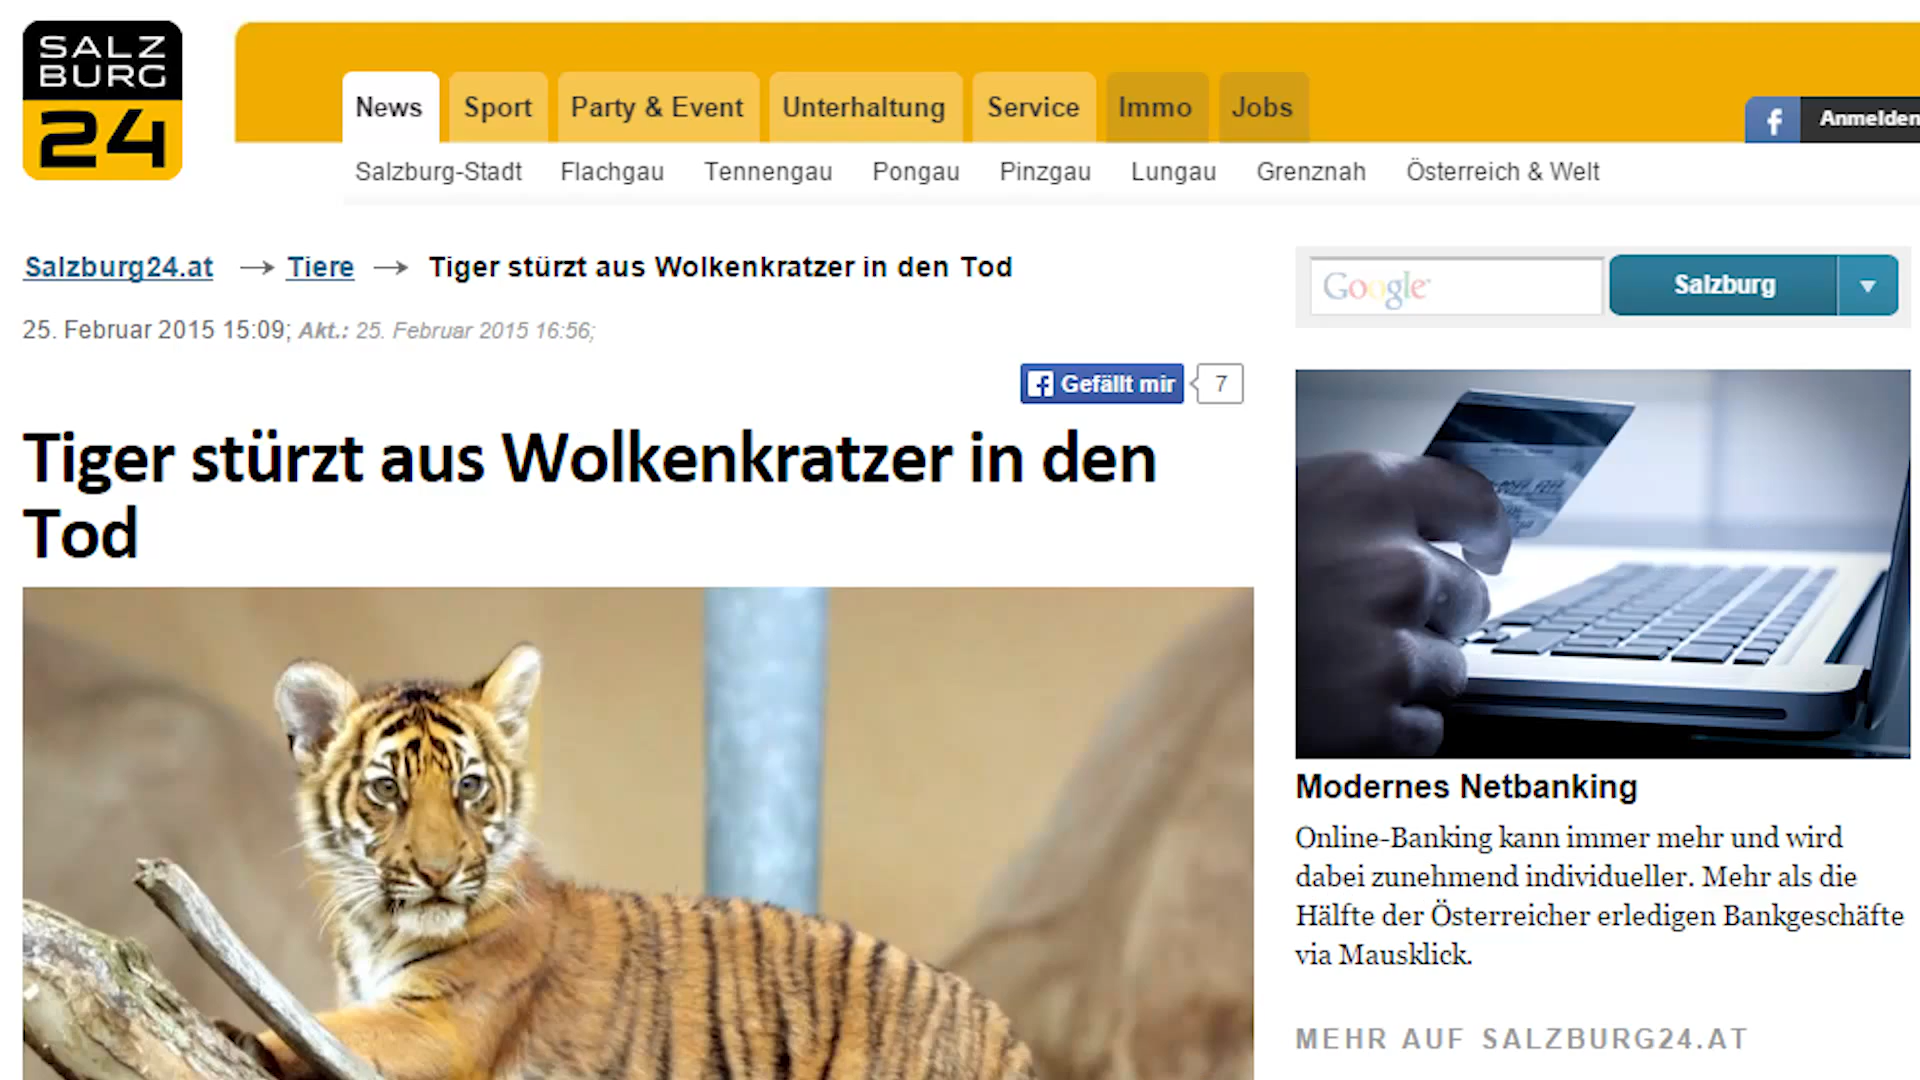 SALZ
BURG
24
News Sport Party & Event Unterhaltung Service Immo Jobs
Anmelden
Salzburg-Stadt Flachgau Tennengau Pongau Pinzgau Lungau Grenznah Österreich & Welt
Salzburg24.at → Tiere → Tiger stürzt aus Wolkenkratzer in den Tod
Google Salzburg
25. Februar 2015 15:09; Akt.: 25. Februar 2015 16:56;
Gefällt mir 7
Tiger stürzt aus Wolkenkratzer in den
Tod
Modernes Netbanking
Online-Banking kann immer mehr und wird
dabei zunehmend individueller. Mehr als die
Hälfte der Österreicher erledigen Bankgeschäfte
via Mausklick.
MEHR AUF SALZBURG24.AT